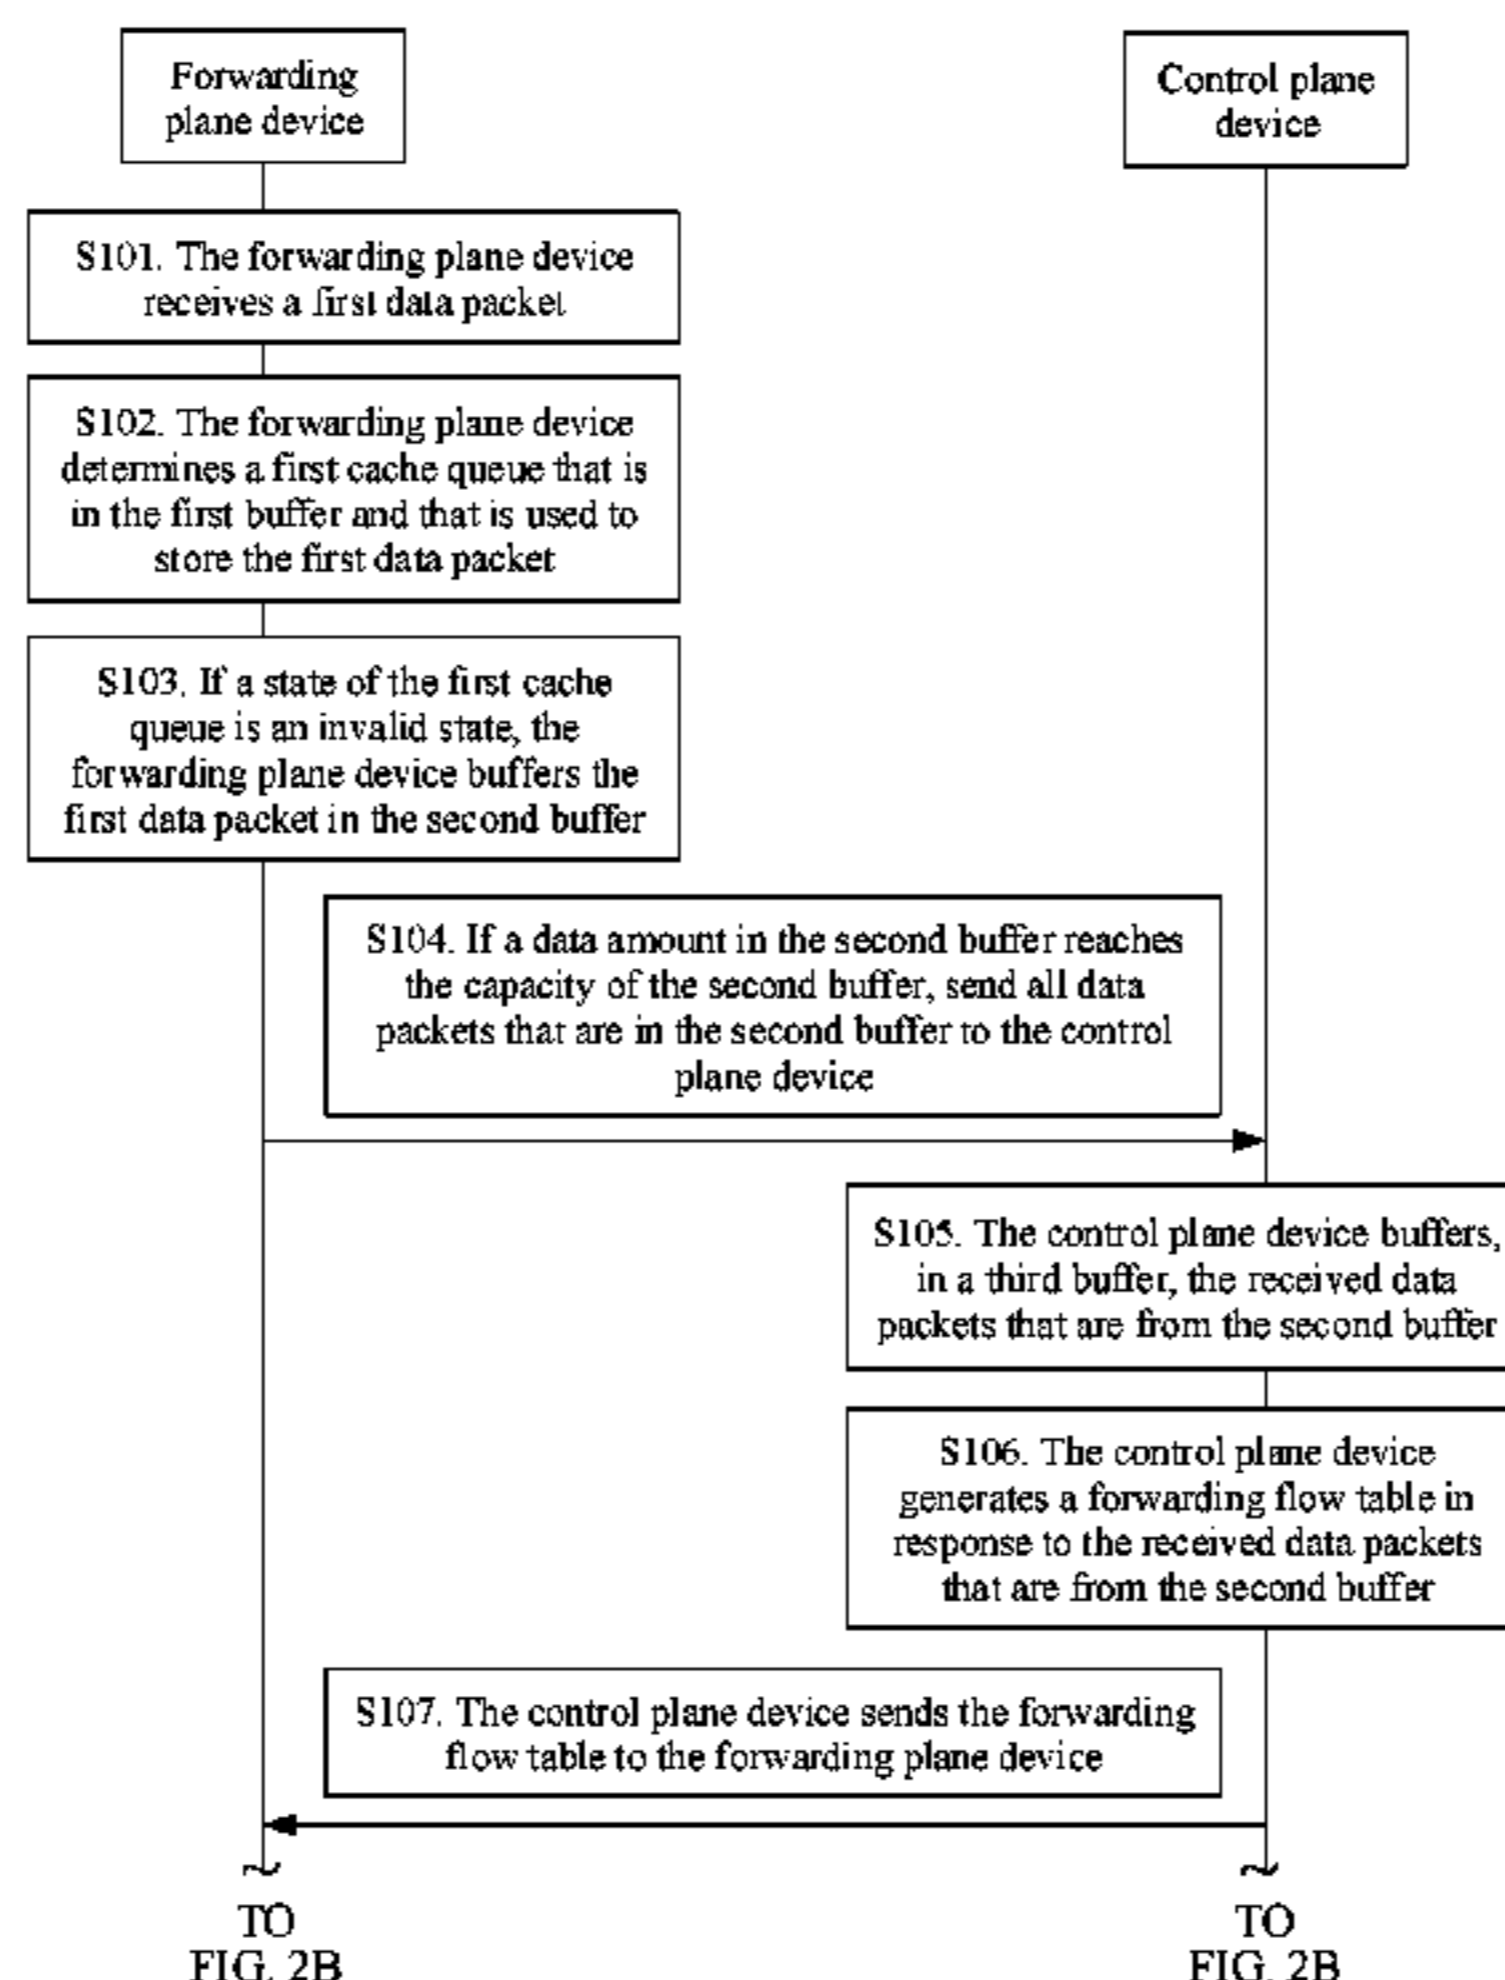 Forwarding
plane device
Control plane
device
S101. The forwarding plane device
receives a first data packet
S102. The forwarding plane device
determines a first cache queue that is
in the first buffer and that is used to
store the first data packet
S103. If a state of the first cache
queue is an invalid state, the
forwarding plane device buffers the
first data packet in the second buffer
S104. If a data amount in the second buffer reaches
the capacity of the second buffer, send all data
packets that are in the second buffer to the control
plane device
S105. The control plane device buffers,
in a third buffer, the received data
packets that are from the second buffer
S106. The control plane device
generates a forwarding flow table in
response to the received data packets
that are from the second buffer
S107. The control plane device sends the forwarding
flow table to the forwarding plane device
~
TO
FIG. 2B
~
TO
FIG. 2B